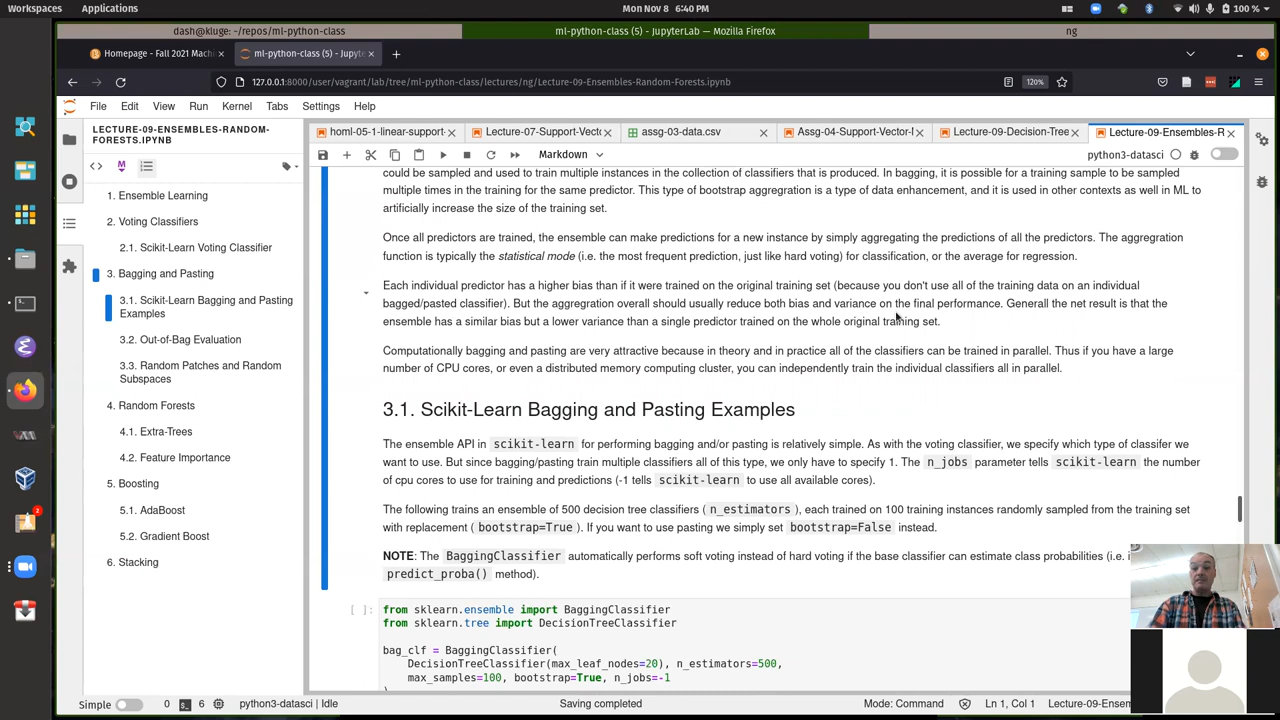 Workspaces Applications Mon Nov 8 6:40 PM 100 %
dash@kluge: ~/repos/ml-python-class ml-python-class (5) - JupyterLab — Mozilla Firefox ng
Homepage - Fall 2021 Mac ml-python-class (5) - Jupyt
127.0.0.1:8000/user/vagrant/lab/tree/ml-python-class/lectures/ng/Lecture-09-Ensembles-Random-Forests.ipynb 120%
File Edit View Run Kernel Tabs Settings Help
LECTURE-09-ENSEMBLES-RANDOM-
FORESTS.IPYNB
1. Ensemble Learning
2. Voting Classifiers
2.1. Scikit-Learn Voting Classifier
3. Bagging and Pasting
3.1. Scikit-Learn Bagging and Pasting
Examples
3.2. Out-of-Bag Evaluation
3.3. Random Patches and Random
Subspaces
4. Random Forests
4.1. Extra-Trees
4.2. Feature Importance
5. Boosting
5.1. AdaBoost
5.2. Gradient Boost
6. Stacking
homl-05-1-linear-support- Lecture-07-Support-Vecto assg-03-data.csv Assg-04-Support-Vector-I Lecture-09-Decision-Tree Lecture-09-Ensembles-R
Markdown python3-datasci
could be sampled and used to train multiple instances in the collection of classifiers that is produced. In bagging, it is possible for a training sample to be sampled
multiple times in the training for the same predictor. This type of bootstrap aggregration is a type of data enhancement, and it is used in other contexts as well in ML to
artificially increase the size of the training set.
Once all predictors are trained, the ensemble can make predictions for a new instance by simply aggregating the predictions of all the predictors. The aggregration
function is typically the statistical mode (i.e. the most frequent prediction, just like hard voting) for classification, or the average for regression.
Each individual predictor has a higher bias than if it were trained on the original training set (because you don't use all of the training data on an individual
bagged/pasted classifier). But the aggregration overall should usually reduce both bias and variance on the final performance. Generall the net result is that the
ensemble has a similar bias but a lower variance than a single predictor trained on the whole original training set.
Computationally bagging and pasting are very attractive because in theory and in practice all of the classifiers can be trained in parallel. Thus if you have a large
number of CPU cores, or even a distributed memory computing cluster, you can independently train the individual classifiers all in parallel.
3.1. Scikit-Learn Bagging and Pasting Examples
The ensemble API in scikit-learn for performing bagging and/or pasting is relatively simple. As with the voting classifier, we specify which type of classifer we
want to use. But since bagging/pasting train multiple classifiers all of this type, we only have to specify 1. The n_jobs parameter tells scikit-learn the number
of cpu cores to use for training and predictions (-1 tells scikit-learn to use all available cores).
The following trains an ensemble of 500 decision tree classifiers ( n_estimators ), each trained on 100 training instances randomly sampled from the training set
with replacement ( bootstrap=True ). If you want to use pasting we simply set bootstrap=False instead.
NOTE: The BaggingClassifier automatically performs soft voting instead of hard voting if the base classifier can estimate class probabilities (i.e. i
predict_proba() method).
[ ]: from sklearn.ensemble import BaggingClassifier
from sklearn.tree import DecisionTreeClassifier
bag_clf = BaggingClassifier(
DecisionTreeClassifier(max_leaf_nodes=20), n_estimators=500,
max_samples=100, bootstrap=True, n_jobs=-1
)
Simple 0 6 python3-datasci | Idle Saving completed Mode: Command Ln 1, Col 1 Lecture-09-Ensem